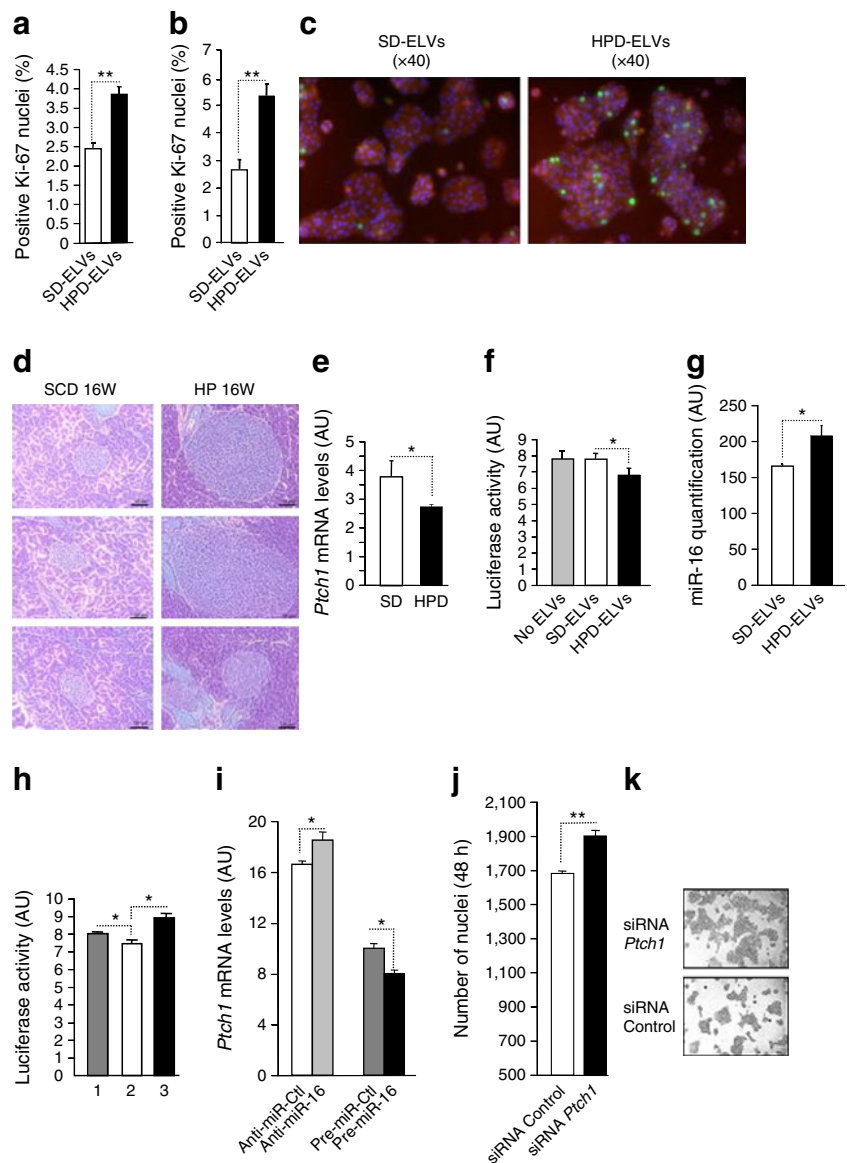 a
Positive Ki-67 nuclei (%)
4.5
4.0
3.5
3.0
2.5
2.0
1.5
1.0
0.5
0
**
SD-ELVs
HPD-ELVs
b
Positive Ki-67 nuclei (%)
7
6
5
4
3
2
1
0
**
SD-ELVs
HPD-ELVs
c
SD-ELVs
(×40)
HPD-ELVs
(×40)
d
SCD 16W
HP 16W
e
Ptch1 mRNA levels (AU)
5
4
4
3
3
2
2
1
1
0
*
SD
HPD
f
Luciferase activity (AU)
9
8
7
6
5
4
3
2
1
0
*
No ELVs
SD-ELVs
HPD-ELVs
g
miR-16 quantification (AU)
250
200
150
100
50
0
*
SD-ELVs
HPD-ELVs
h
Luciferase activity (AU)
10
9
8
7
6
5
4
3
2
1
0
*
*
1 2 3
i
Ptch1 mRNA levels (AU)
20
16
12
8
4
0
*
*
Anti-miR-Ctl
Anti-miR-16
Pre-miR-Ctl
Pre-miR-16
j
Number of nuclei (48 h)
2,100
1,900
1,700
1,500
1,300
1,100
900
700
500
**
siRNA Control
siRNA Ptch1
k
siRNA
Ptch1
siRNA
Control